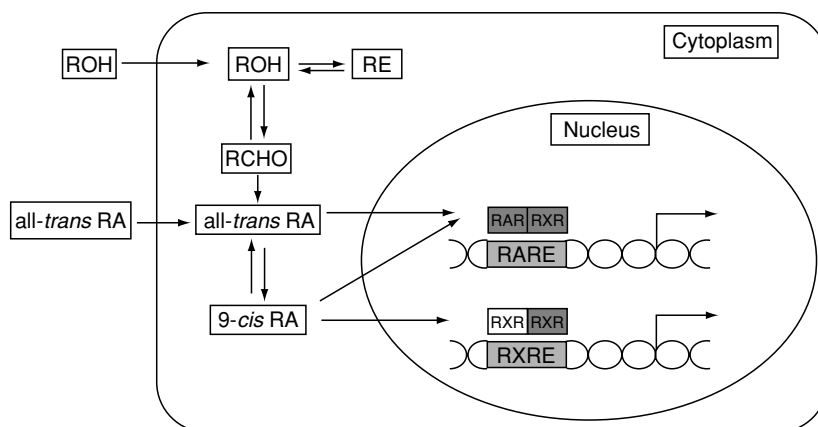 Cytoplasm
ROH
ROH
RE
Nucleus
RCHO
all-trans RA
all-trans RA
RAR RXR
RARE
9-cis RA
RXR RXR
RXRE